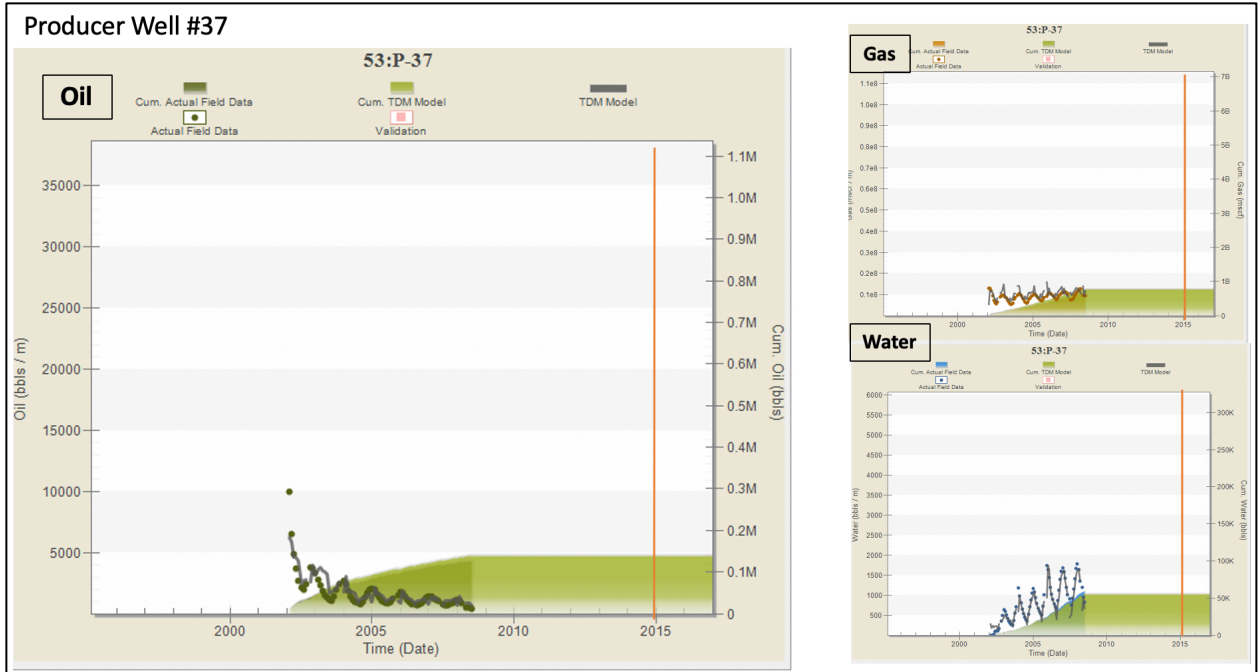 Producer Well #37
53:P-37
Oil
Cum. Actual Field Data
Cum. TDM Model
TDM Model
Actual Field Data
Validation
35000
30000
25000
20000
15000
10000
5000
Oil (bbls / m)
1.1M
1.0M
0.9M
0.8M
0.7M
0.6M
0.5M
0.4M
0.3M
0.2M
0.1M
0
Cum. Oil (bbls)
2000
2005
2010
2015
Time (Date)
53:P-37
Gas
Cum. Actual Field Data
Cum. TDM Model
TDM Model
Actual Field Data
Validation
1.1e8
1.0e8
0.9e8
0.8e8
0.7e8
0.6e8
0.5e8
0.4e8
0.3e8
0.2e8
0.1e8
Gas (mscf / m)
7B
6B
5B
4B
3B
2B
1B
0
Cum. Gas (mscf)
2000
2005
2010
2015
Time (Date)
Water
53:P-37
Cum. Actual Field Data
Cum. TDM Model
TDM Model
Actual Field Data
Validation
6000
5500
5000
4500
4000
3500
3000
2500
2000
1500
1000
500
Water (bbls / m)
300K
200K
150K
100K
50K
0
Cum. Water (bbls)
2000
2005
2010
2015
Time (Date)